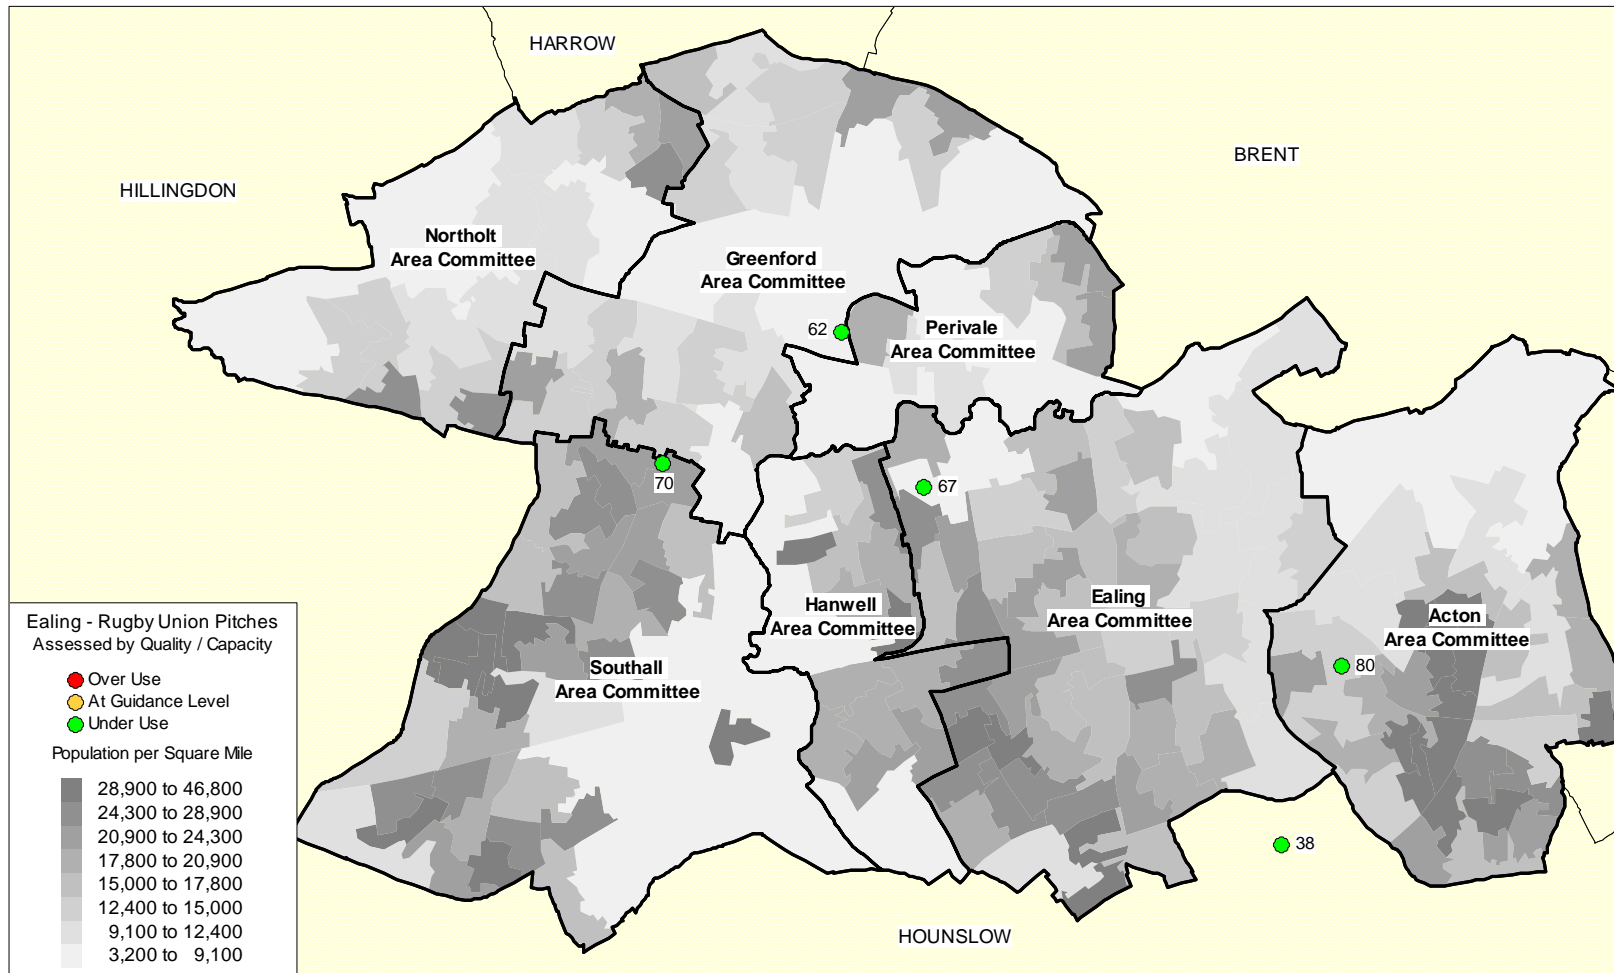 HARROW
BRENT
HILLINGDON
Northolt
Area Committee
Greenford
Area Committee
62
Perivale
Area Committee
70
67
Hanwell
Area Committee
Ealing
Area Committee
Acton
Area Committee
80
Southall
Area Committee
38
HOUNSLOW
Ealing - Rugby Union Pitches
Assessed by Quality / Capacity
Over Use
At Guidance Level
Under Use
Population per Square Mile
28,900 to 46,800
24,300 to 28,900
20,900 to 24,300
17,800 to 20,900
15,000 to 17,800
12,400 to 15,000
9,100 to 12,400
3,200 to 9,100